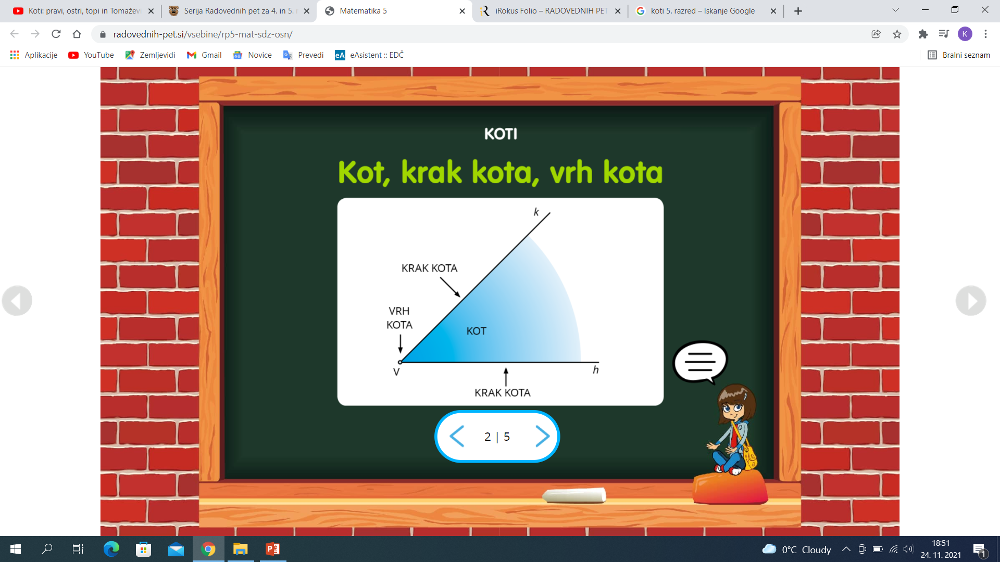 Koti: pravi, ostri, topi in Tomaževi
Serija Radovednih pet za 4. in 5.
Matematika 5
iRokus Folio – RADOVEDNIH PET
koti 5. razred – Iskanje Google
radovednih-pet.si/vsebine/rp5-mat-sdz-osn/
K
Aplikacije
YouTube
Zemljevidi
Gmail
Novice
Prevedi
eA
eAsistent :: EDČ
Bralni seznam
KOTI
Kot, krak kota, vrh kota
k
KRAK KOTA
VRH
KOTA
KOT
V
h
KRAK KOTA
2 | 5
0°C Cloudy
18:51
24. 11. 2021
1